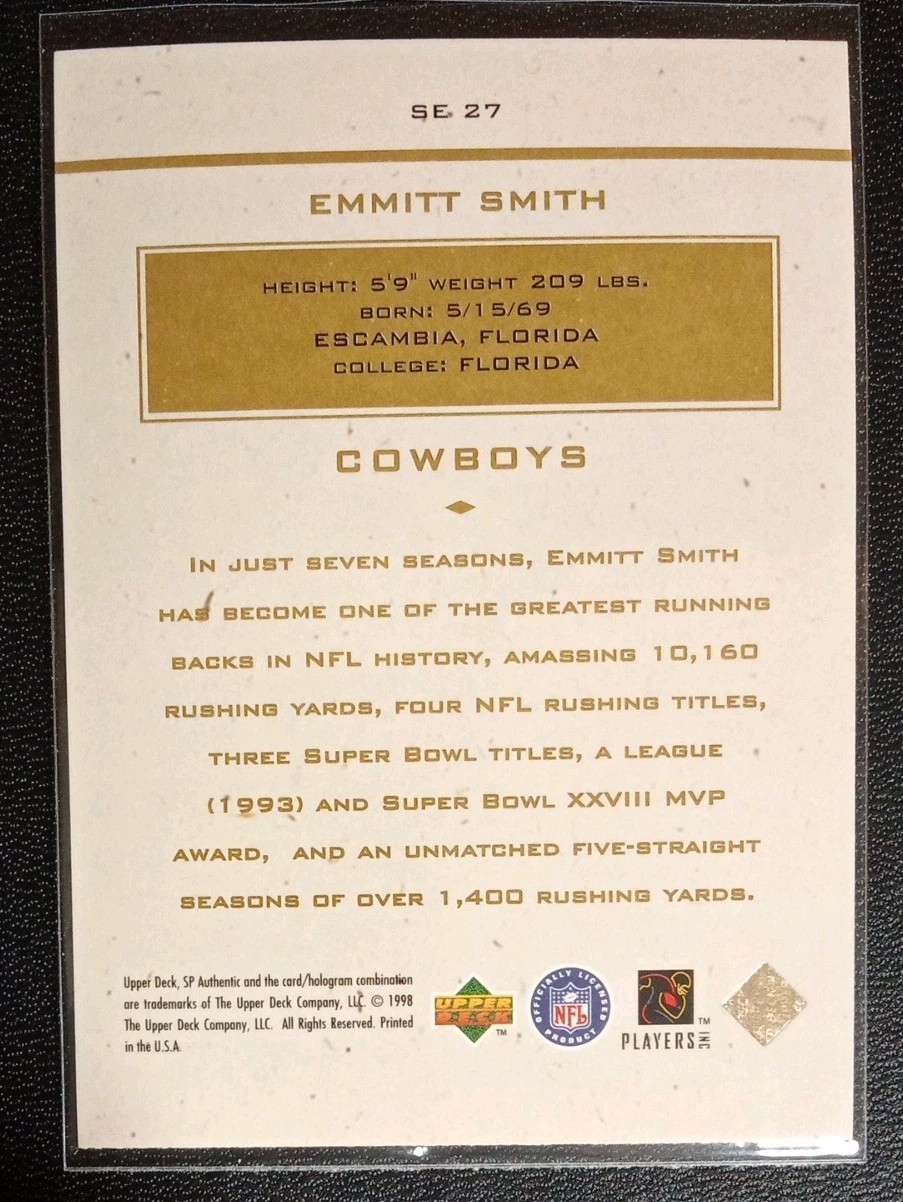 SE 27
EMMITT SMITH
HEIGHT: 5'9" WEIGHT 209 LBS.
BORN: 5/15/69
ESCAMBIA, FLORIDA
COLLEGE: FLORIDA
COWBOYS
IN JUST SEVEN SEASONS, EMMITT SMITH
HAS BECOME ONE OF THE GREATEST RUNNING
BACKS IN NFL HISTORY, AMASSING 10,160
RUSHING YARDS, FOUR NFL RUSHING TITLES,
THREE SUPER BOWL TITLES, A LEAGUE
(1993) AND SUPER BOWL XXVIII MVP
AWARD, AND AN UNMATCHED FIVE-STRAIGHT
SEASONS OF OVER 1,400 RUSHING YARDS.
Upper Deck, SP Authentic and the card/hologram combination
are trademarks of The Upper Deck Company, LLC. © 1998
The Upper Deck Company, LLC. All Rights Reserved. Printed
in the U.S.A.
UPPER
DECK
TM
OFFICIALLY LICENSED
NFL
PRODUCT
PLAYERS INC
TM